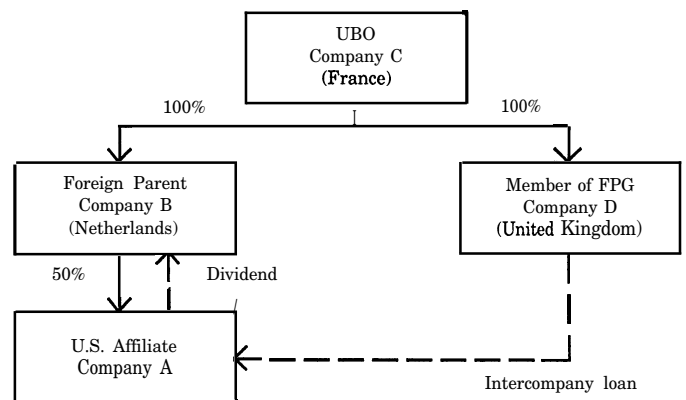 UBO
Company C
(France)
100%
100%
Foreign Parent
Company B
(Netherlands)
Member of FPG
Company D
(United Kingdom)
50%
Dividend
U.S. Affiliate
Company A
Intercompany loan